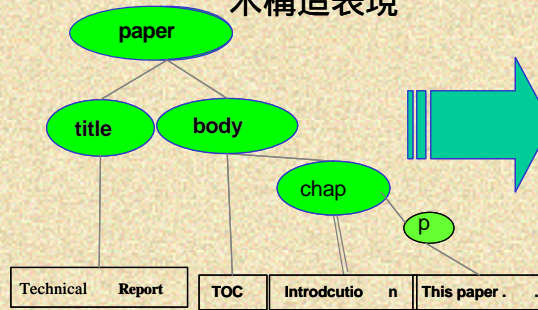 木構造表現
paper
title
body
chap
p
Technical Report
TOC
Introdcutio n
This paper . .